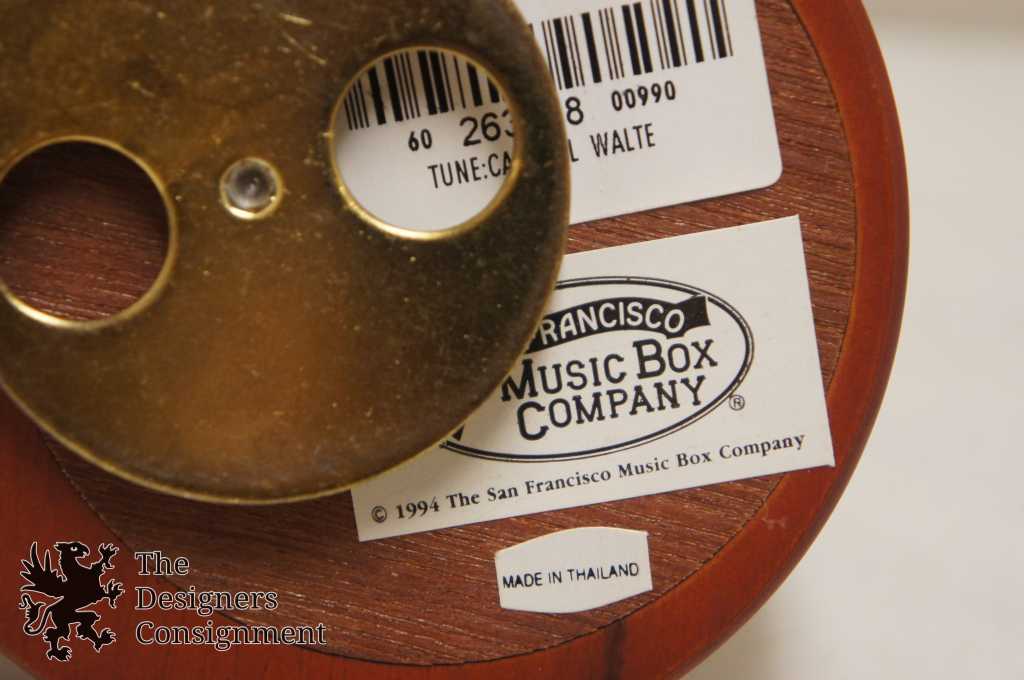 60 263 8 00990
TUNE:CA L WALTE
FRANCISCO
MUSIC BOX
COMPANY
®
© 1994 The San Francisco Music Box Company
MADE IN THAILAND
The
Designers
Consignment